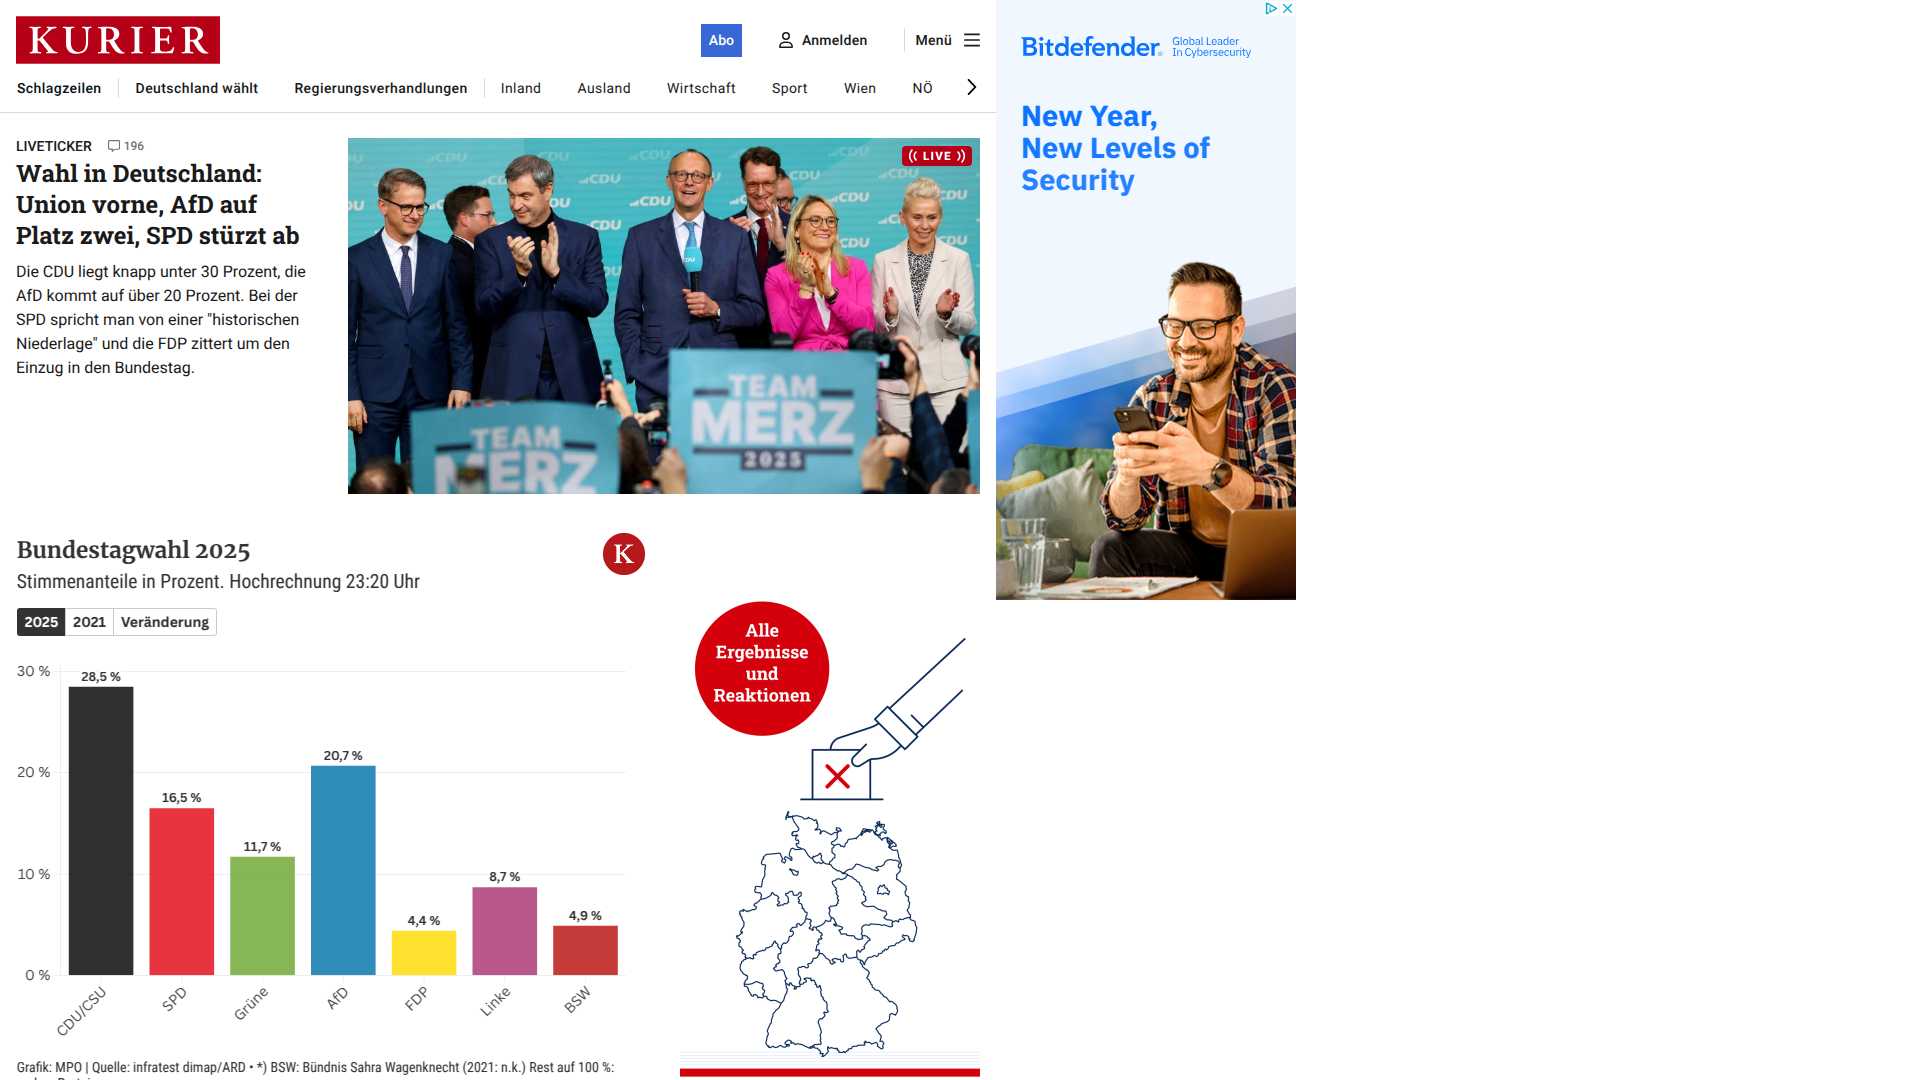 KURIER
Abo
Anmelden
Menü
Schlagzeilen
Deutschland wählt
Regierungsverhandlungen
Inland
Ausland
Wirtschaft
Sport
Wien
NÖ
LIVETICKER 196
Wahl in Deutschland:
Union vorne, AfD auf
Platz zwei, SPD stürzt ab
Die CDU liegt knapp unter 30 Prozent, die
AfD kommt auf über 20 Prozent. Bei der
SPD spricht man von einer "historischen
Niederlage" und die FDP zittert um den
Einzug in den Bundestag.
LIVE
CDU
TEAM
MERZ
2025
TEAM
MERZ
Bitdefender
Global Leader
In Cybersecurity
New Year,
New Levels of
Security
Bundestagwahl 2025
K
Stimmenanteile in Prozent. Hochrechnung 23:20 Uhr
2025
2021
Veränderung
30 %
20 %
10 %
0 %
28,5 %
16,5 %
11,7 %
20,7 %
4,4 %
8,7 %
4,9 %
CDU/CSU
SPD
Grüne
AfD
FDP
Linke
BSW
Grafik: MPO | Quelle: infratest dimap/ARD • *) BSW: Bündnis Sahra Wagenknecht (2021: n.k.) Rest auf 100 %:
Alle
Ergebnisse
und
Reaktionen